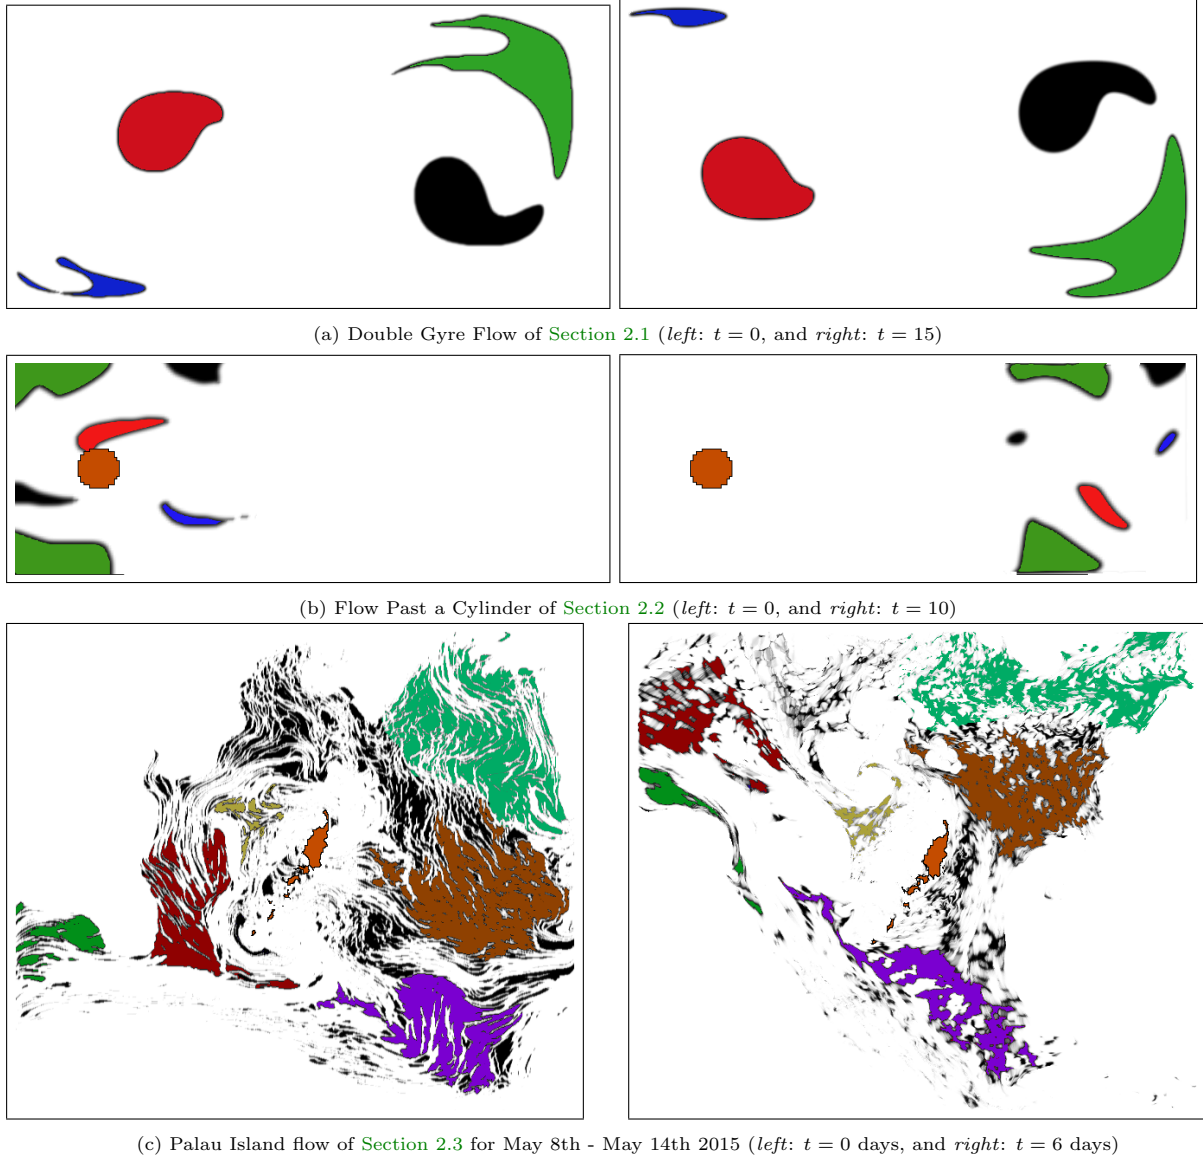 (a) Double Gyre Flow of Section 2.1 (left: t = 0, and right: t = 15)
(b) Flow Past a Cylinder of Section 2.2 (left: t = 0, and right: t = 10)
(c) Palau Island flow of Section 2.3 for May 8th - May 14th 2015 (left: t = 0 days, and right: t = 6 days)